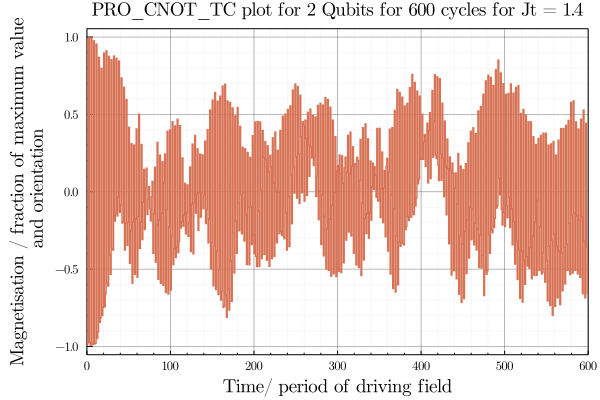 PRO_CNOT_TC plot for 2 Qubits for 600 cycles for Jt = 1.4
Magnetisation / fraction of maximum value
and orientation
1.0
0.5
0.0
−0.5
−1.0
0 100 200 300 400 500 600
Time/ period of driving field